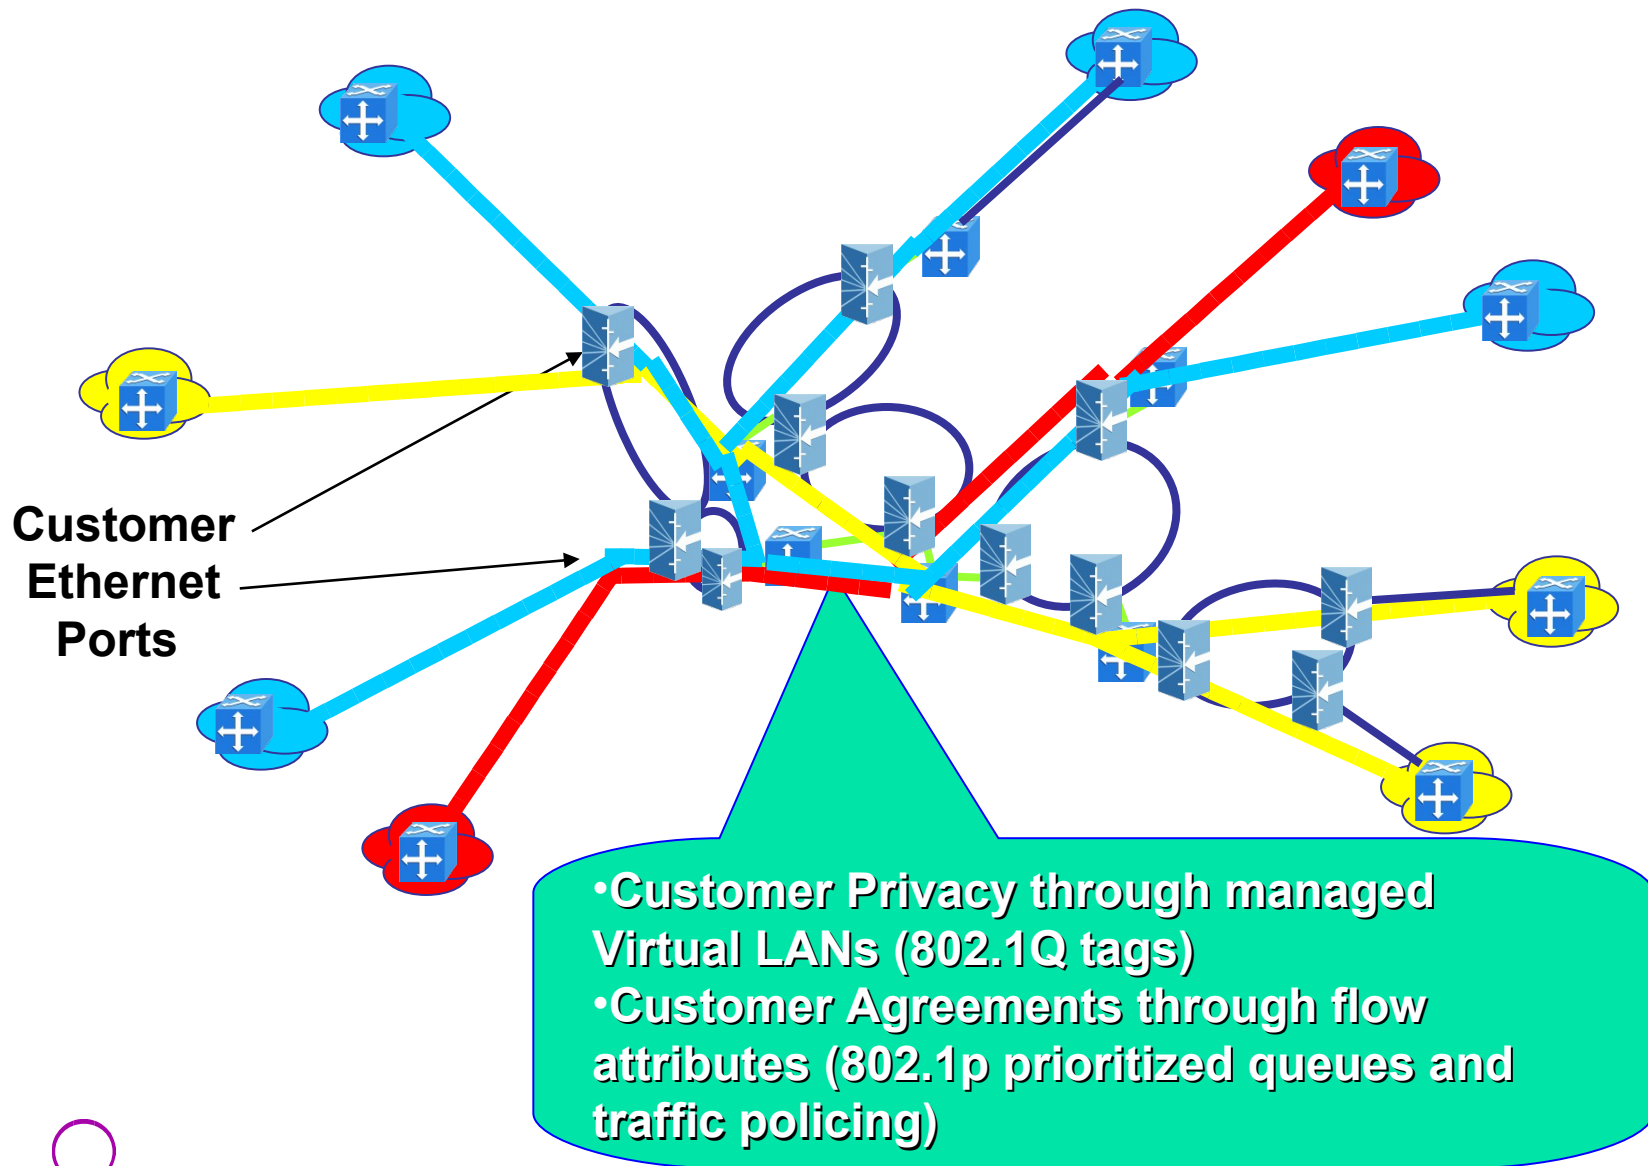 Customer
Ethernet
Ports
•Customer Privacy through managed
Virtual LANs (802.1Q tags)
•Customer Agreements through flow
attributes (802.1p prioritized queues and
traffic policing)